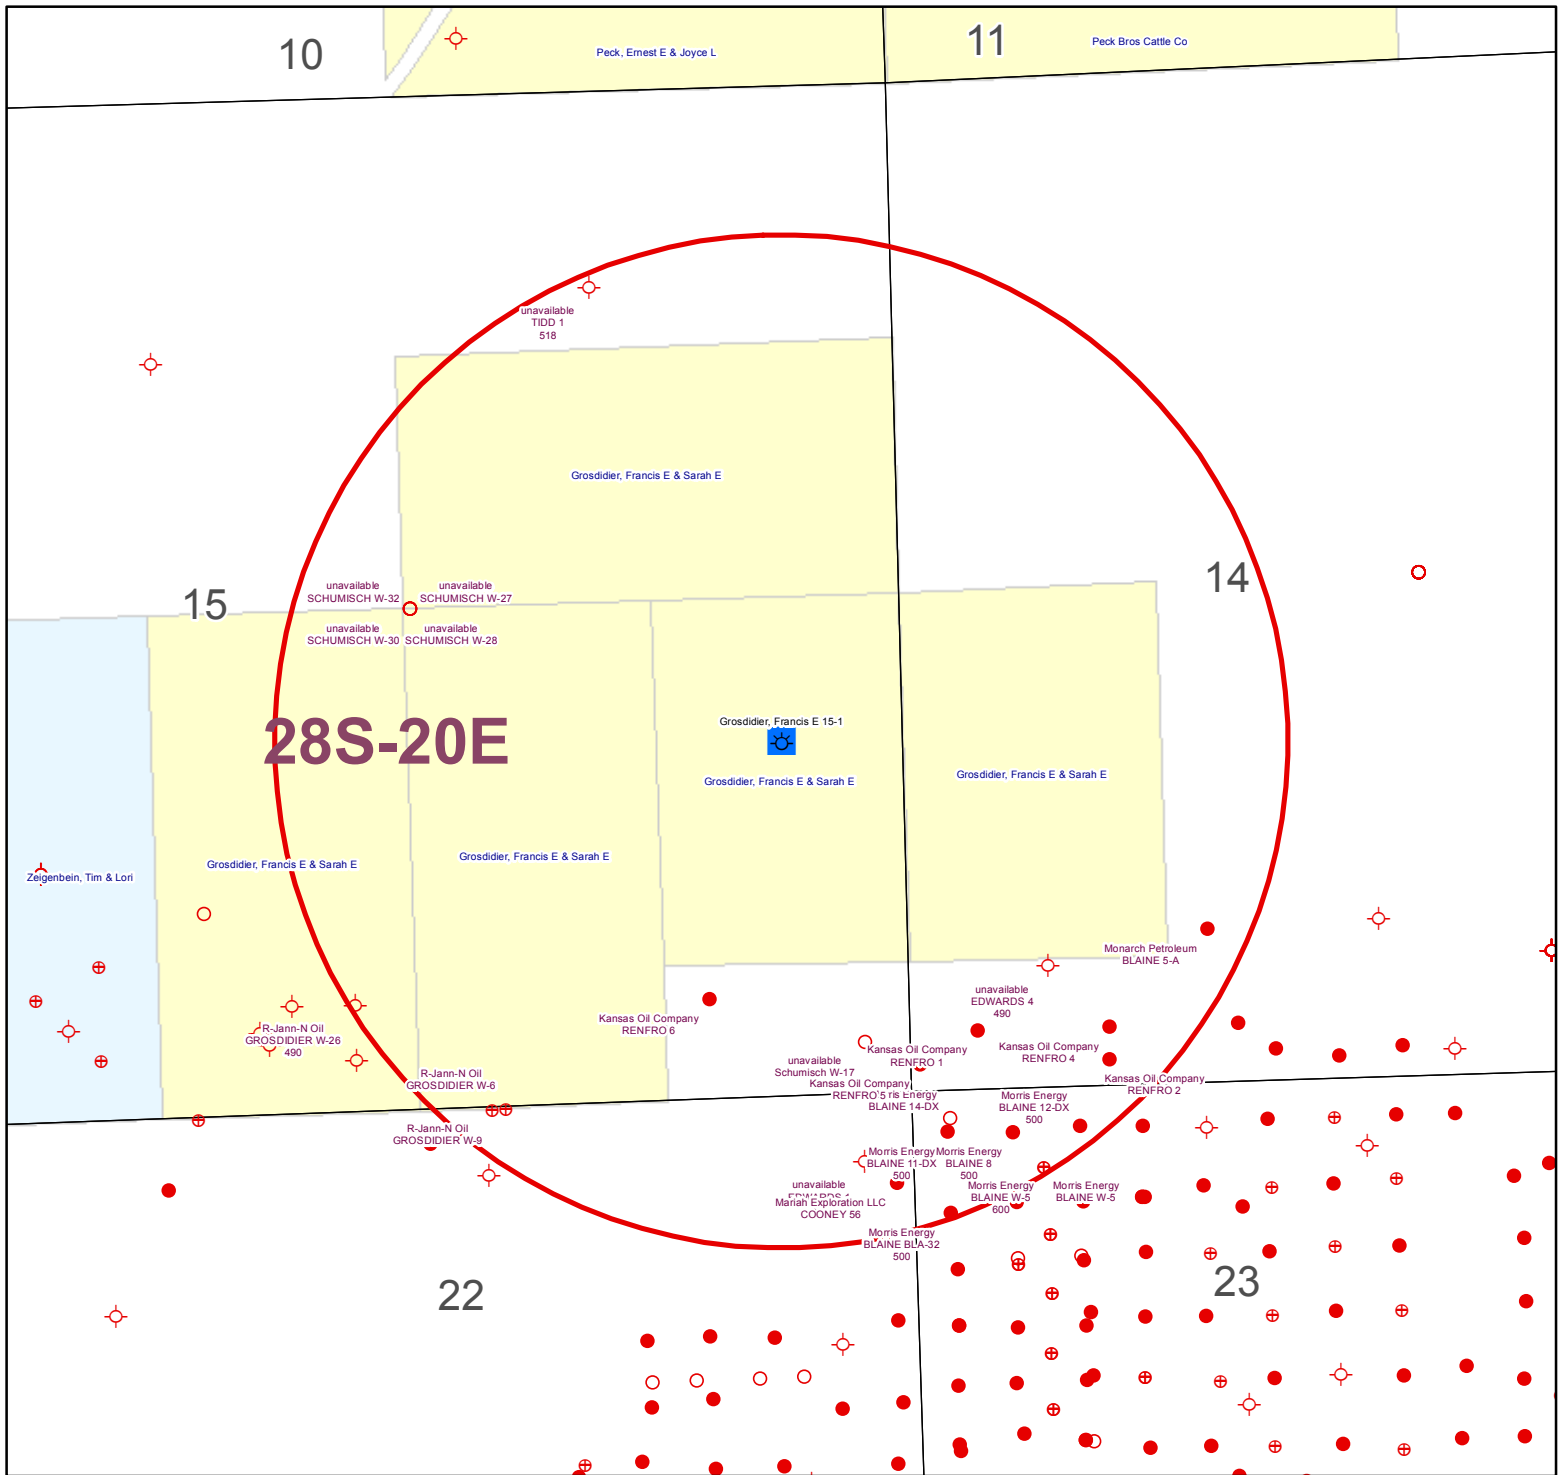 10
11
Peck, Ernest E & Joyce L
Peck Bros Cattle Co
unavailable
TIDD 1
518
Grosdidier, Francis E & Sarah E
15
14
unavailable
SCHUMISCH W-32
unavailable
SCHUMISCH W-27
unavailable
SCHUMISCH W-30
unavailable
SCHUMISCH W-28
28S-20E
Grosdidier, Francis E 15-1
Grosdidier, Francis E & Sarah E
Grosdidier, Francis E & Sarah E
Grosdidier, Francis E & Sarah E
Grosdidier, Francis E & Sarah E
Zeigenbein, Tim & Lori
Monarch Petroleum
BLAINE 5-A
unavailable
EDWARDS 4
490
Kansas Oil Company
RENFRO 6
R-Jann-N Oil
GROSDIDIER W-26
490
Kansas Oil Company
RENFRO 1
Kansas Oil Company
RENFRO 4
unavailable
Schumisch W-17
R-Jann-N Oil
GROSDIDIER W-6
Kansas Oil Company
RENFRO 5
Kansas Oil Company
RENFRO 2
Energy
BLAINE 14-DX
Morris Energy
BLAINE 12-DX
500
R-Jann-N Oil
GROSDIDIER W-9
Morris Energy
BLAINE 11-DX
500
Morris Energy
BLAINE 8
500
unavailable
Mariah Exploration LLC
COONEY 56
Morris Energy
BLAINE W-5
600
Morris Energy
BLAINE W-5
Morris Energy
BLAINE BLA-32
500
22
23